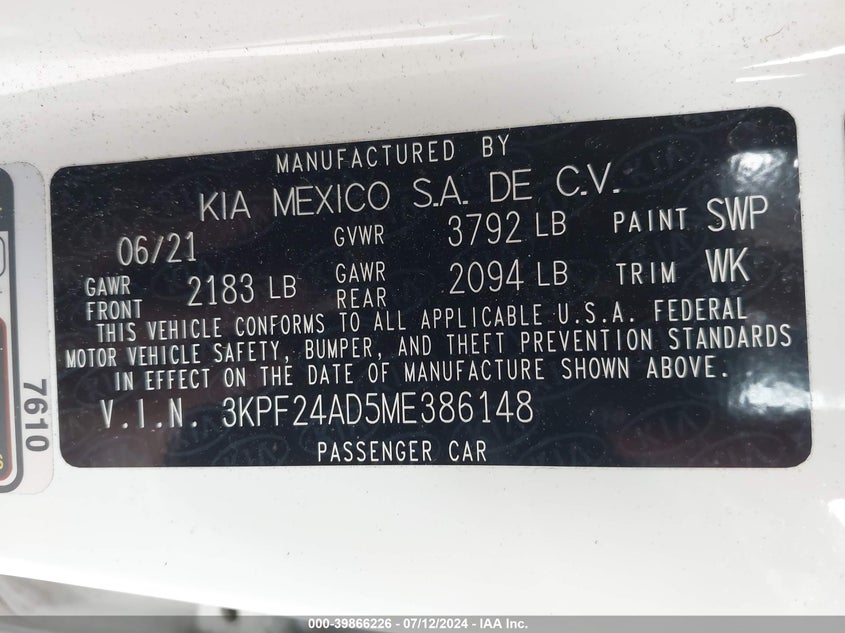 MANUFACTURED BY
KIA MEXICO S.A. DE C.V.
06/21 GVWR 3792 LB PAINT SWP
GAWR FRONT 2183 LB GAWR REAR 2094 LB TRIM WK
THIS VEHICLE CONFORMS TO ALL APPLICABLE U.S.A. FEDERAL
MOTOR VEHICLE SAFETY, BUMPER, AND THEFT PREVENTION STANDARDS
IN EFFECT ON THE DATE OF MANUFACTURE SHOWN ABOVE.
V.I.N. 3KPF24AD5ME386148
PASSENGER CAR
7610
000-39866226 - 07/12/2024 - IAA Inc.